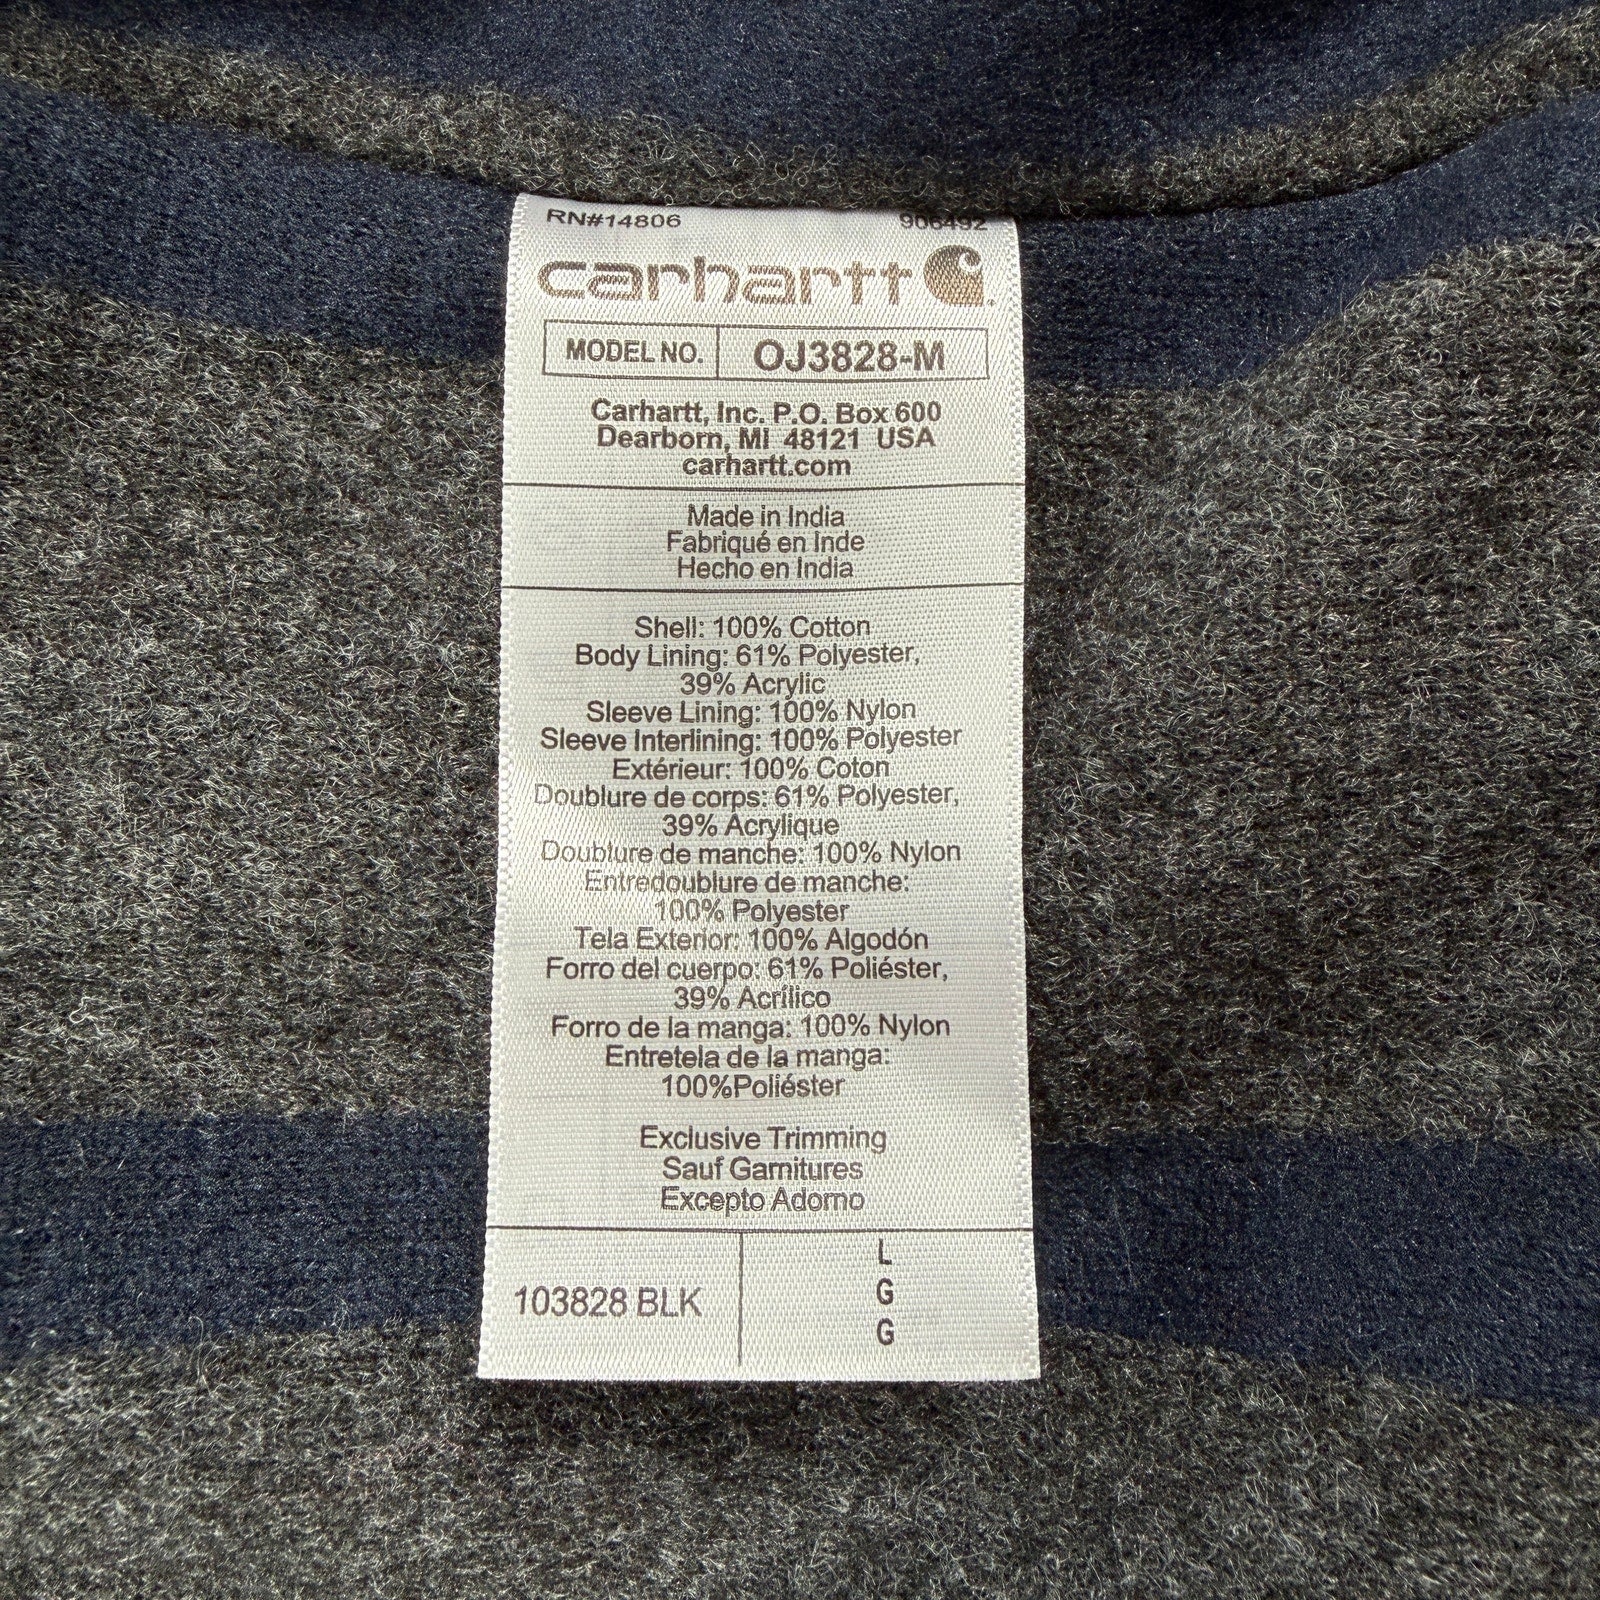 RN#14806 906492
carhartt
MODEL NO. OJ3828-M
Carhartt, Inc. P.O. Box 600
Dearborn, MI 48121 USA
carhartt.com
Made in India
Fabriqué en Inde
Hecho en India
Shell: 100% Cotton
Body Lining: 61% Polyester,
39% Acrylic
Sleeve Lining: 100% Nylon
Sleeve Interlining: 100% Polyester
Extérieur: 100% Coton
Doublure de corps: 61% Polyester,
39% Acrylique
Doublure de manche: 100% Nylon
Entredoublure de manche:
100% Polyester
Tela Exterior: 100% Algodón
Forro del cuerpo: 61% Poliéster,
39% Acrílico
Forro de la manga: 100% Nylon
Entretela de la manga:
100%Poliéster
Exclusive Trimming
Sauf Garnitures
Excepto Adorno
103828 BLK
L
G
G